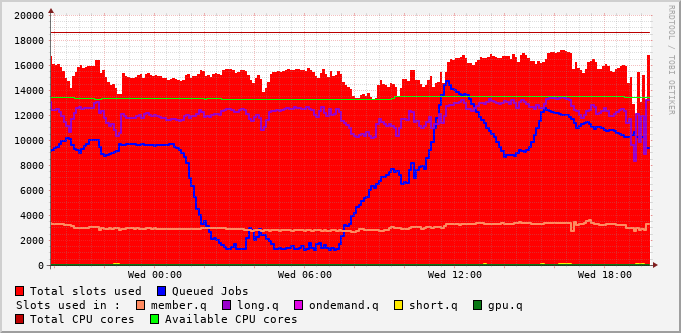 20000
18000
16000
14000
12000
10000
8000
6000
4000
2000
0
Wed 00:00 Wed 06:00 Wed 12:00 Wed 18:00
Total slots used Queued Jobs
Slots used in : member.q long.q ondemand.q short.q gpu.q
Total CPU cores Available CPU cores
RRDTOOL / TOBI OETIKER